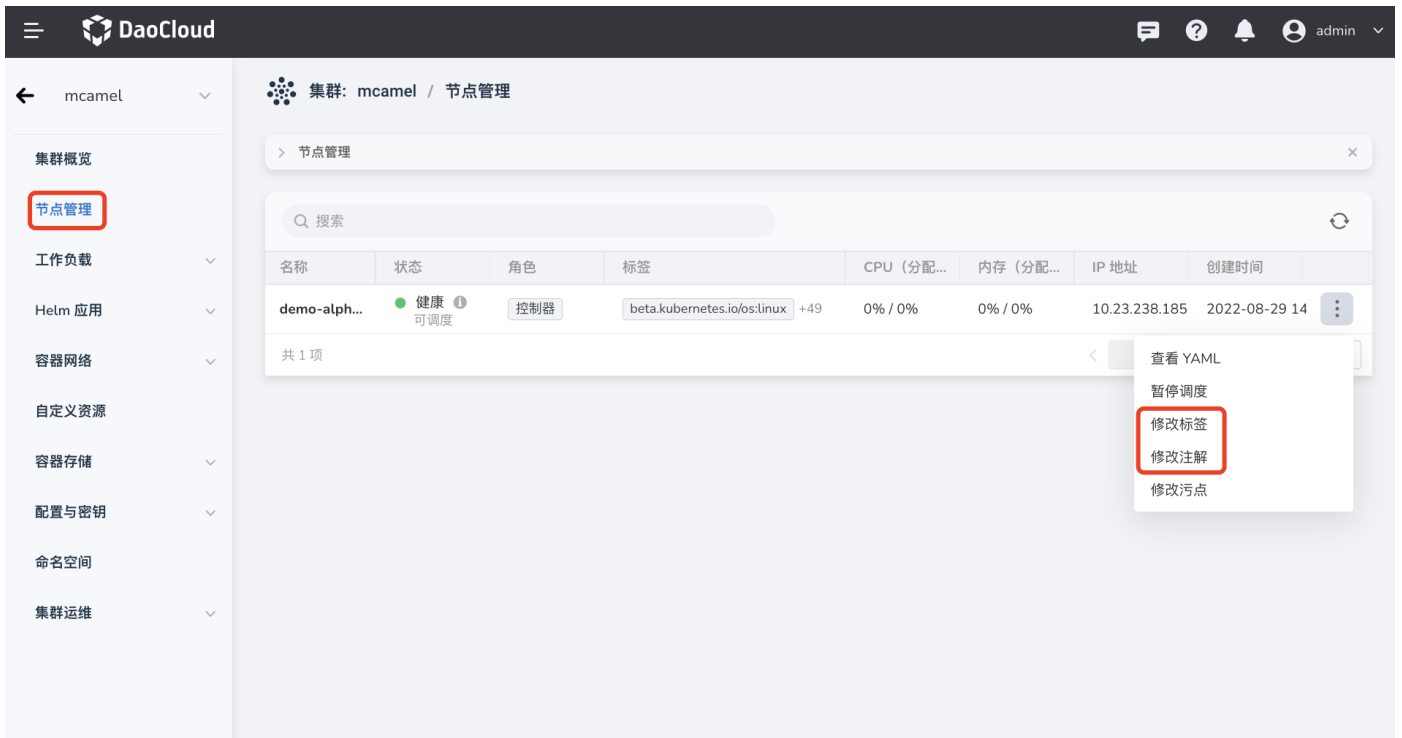 DaoCloud
admin
mcamel
集群: mcamel / 节点管理
集群概览
节点管理
工作负载
Helm 应用
容器网络
自定义资源
容器存储
配置与密钥
命名空间
集群运维
节点管理
搜索
名称 状态 角色 标签 CPU（分配... 内存（分配... IP 地址 创建时间
demo-alph... 健康 控制器 beta.kubernetes.io/os:linux +49 0% / 0% 0% / 0% 10.23.238.185 2022-08-29 14
可调度
共 1 项
查看 YAML
暂停调度
修改标签
修改注解
修改污点